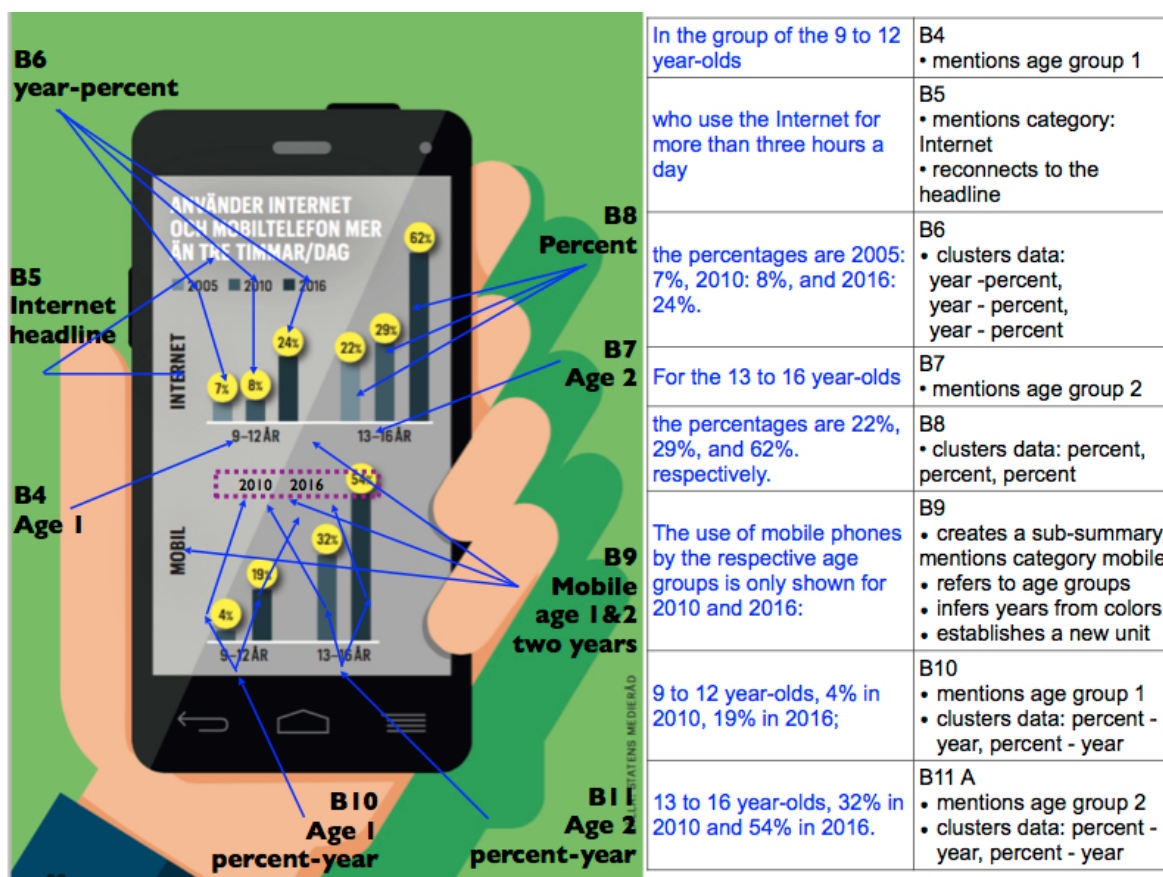 B6
year-percent
B5
Internet
headline
B4
Age 1
ANVÄNDER INTERNET
OCH MOBILTELEFON MER
ÄN TRE TIMMAR/DAG
2005 2010 2016
INTERNET
7%
8%
24%
22%
29%
62%
9–12 ÅR
13–16 ÅR
2010 2016
MOBIL
4%
19%
32%
54%
9–12 ÅR
13–16 ÅR
B8
Percent
B7
Age 2
B9
Mobile
age 1&2
two years
B10
Age 1
percent-year
B11
Age 2
percent-year
STATENS MEDIERÅD
In the group of the 9 to 12
year-olds
B4
• mentions age group 1
who use the Internet for
more than three hours a
day
B5
• mentions category:
Internet
• reconnects to the
headline
the percentages are 2005:
7%, 2010: 8%, and 2016:
24%.
B6
• clusters data:
year -percent,
year - percent,
year - percent
For the 13 to 16 year-olds
B7
• mentions age group 2
the percentages are 22%,
29%, and 62%.
respectively.
B8
• clusters data: percent,
percent, percent
The use of mobile phones
by the respective age
groups is only shown for
2010 and 2016:
B9
• creates a sub-summary
mentions category mobile
• refers to age groups
• infers years from colors
• establishes a new unit
9 to 12 year-olds, 4% in
2010, 19% in 2016;
B10
• mentions age group 1
• clusters data: percent -
year, percent - year
13 to 16 year-olds, 32% in
2010 and 54% in 2016.
B11 A
• mentions age group 2
• clusters data: percent -
year, percent - year